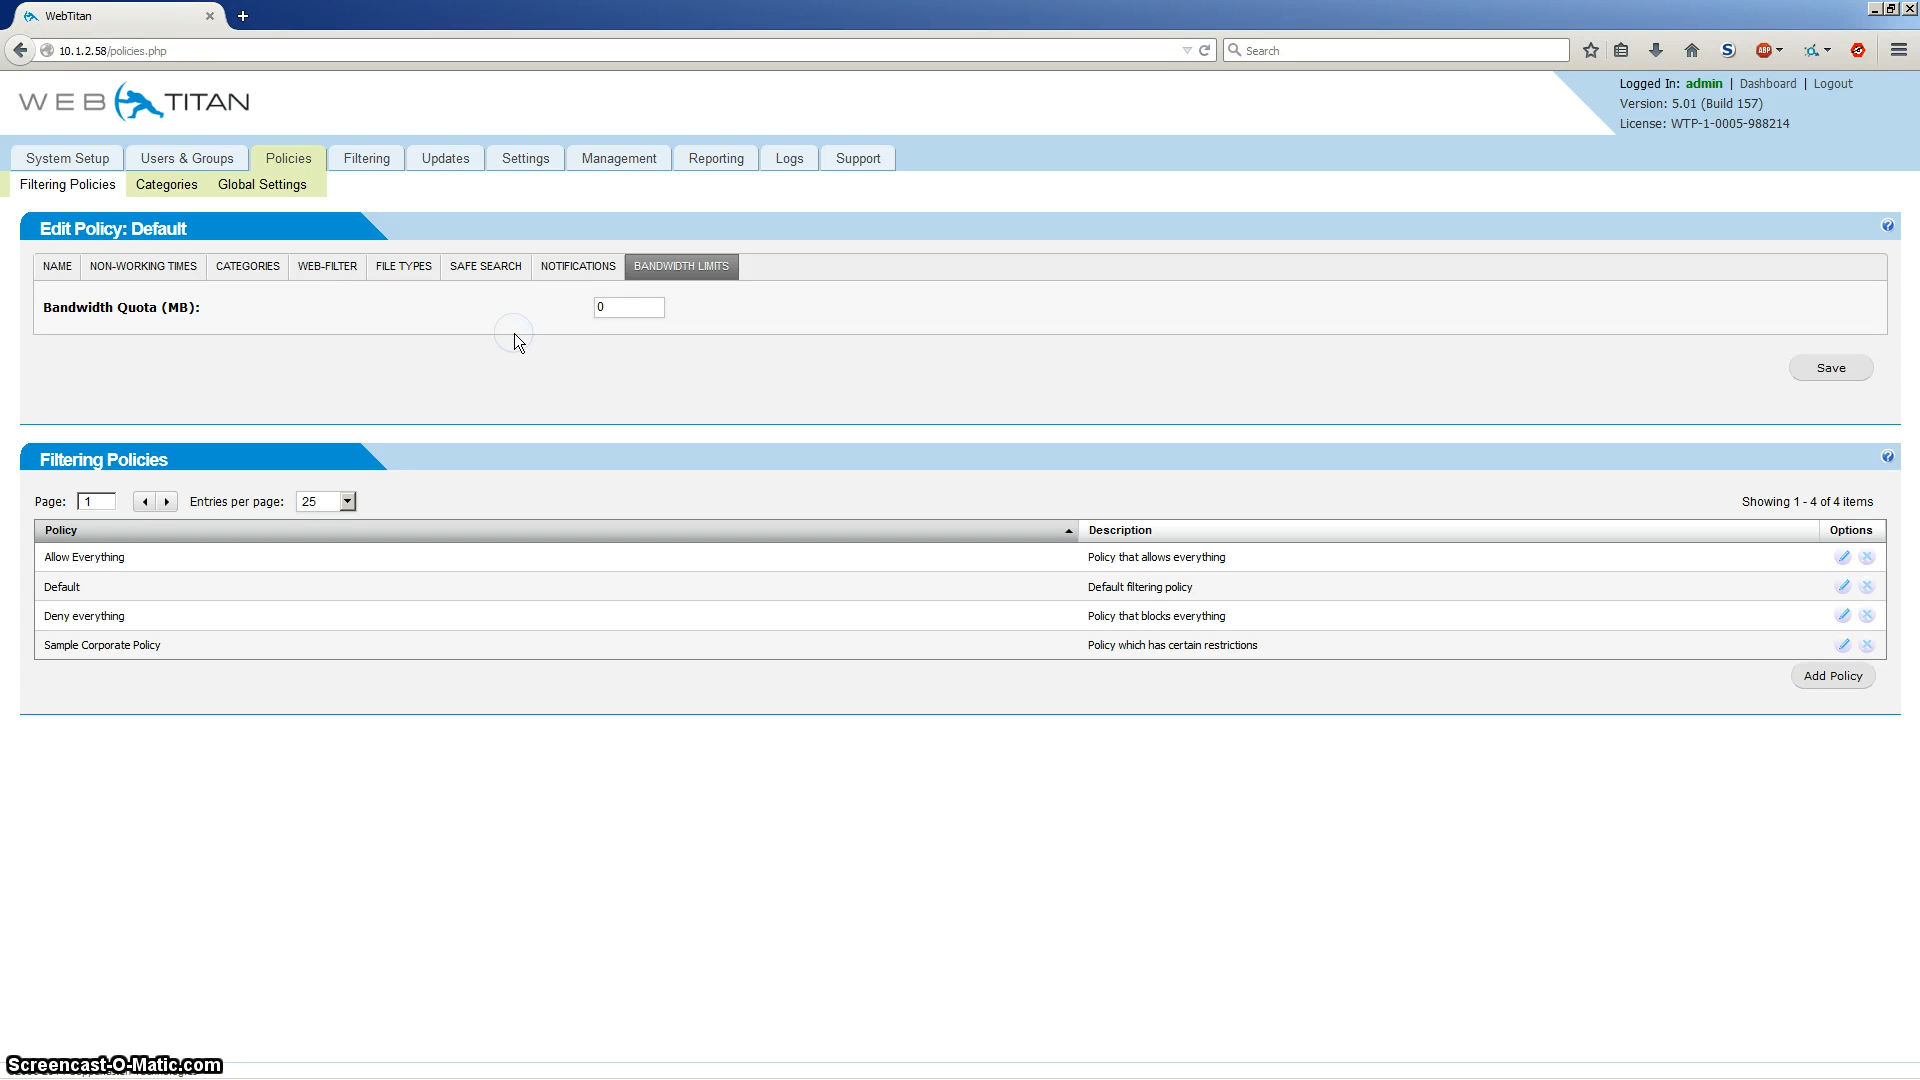 WebTitan
10.1.2.58/policies.php
Search
S
ABP
WEB TITAN
Logged In: admin | Dashboard | Logout
Version: 5.01 (Build 157)
License: WTP-1-0005-988214
System Setup Users & Groups Policies Filtering Updates Settings Management Reporting Logs Support
Filtering Policies Categories Global Settings
Edit Policy: Default
?
NAME NON-WORKING TIMES CATEGORIES WEB-FILTER FILE TYPES SAFE SEARCH NOTIFICATIONS BANDWIDTH LIMITS
Bandwidth Quota (MB): 0
Save
Filtering Policies
?
Page: 1 Entries per page: 25 Showing 1 - 4 of 4 items
Policy Description Options
Allow Everything Policy that allows everything
Default Default filtering policy
Deny everything Policy that blocks everything
Sample Corporate Policy Policy which has certain restrictions
Add Policy
Screencast-O-Matic.com